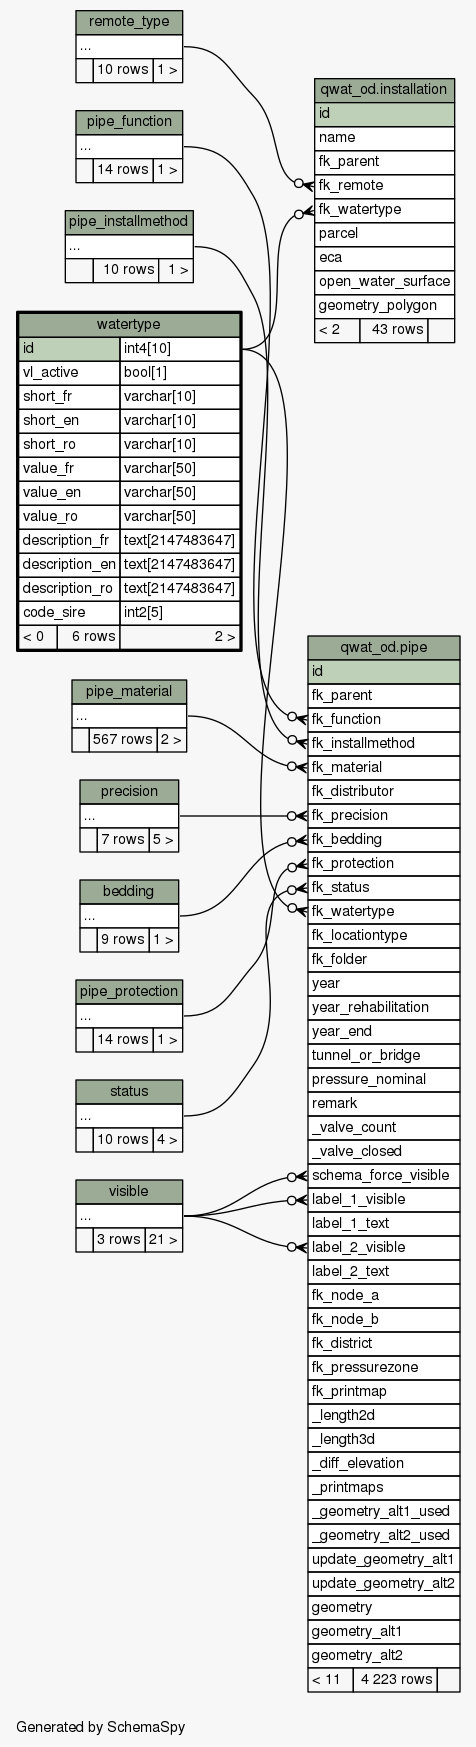 remote_type
...
10 rows 1 >
pipe_function
...
14 rows 1 >
pipe_installmethod
...
10 rows 1 >
watertype
id int4[10]
vl_active bool[1]
short_fr varchar[10]
short_en varchar[10]
short_ro varchar[10]
value_fr varchar[50]
value_en varchar[50]
value_ro varchar[50]
description_fr text[2147483647]
description_en text[2147483647]
description_ro text[2147483647]
code_sire int2[5]
< 0 6 rows 2 >
pipe_material
...
567 rows 2 >
precision
...
7 rows 5 >
bedding
...
9 rows 1 >
pipe_protection
...
14 rows 1 >
status
...
10 rows 4 >
visible
...
3 rows 21 >
qwat_od.installation
id
name
fk_parent
fk_remote
fk_watertype
parcel
eca
open_water_surface
geometry_polygon
< 2 43 rows
qwat_od.pipe
id
fk_parent
fk_function
fk_installmethod
fk_material
fk_distributor
fk_precision
fk_bedding
fk_protection
fk_status
fk_watertype
fk_locationtype
fk_folder
year
year_rehabilitation
year_end
tunnel_or_bridge
pressure_nominal
remark
_valve_count
_valve_closed
schema_force_visible
label_1_visible
label_1_text
label_2_visible
label_2_text
fk_node_a
fk_node_b
fk_district
fk_pressurezone
fk_printmap
_length2d
_length3d
_diff_elevation
_printmaps
_geometry_alt1_used
_geometry_alt2_used
update_geometry_alt1
update_geometry_alt2
geometry
geometry_alt1
geometry_alt2
< 11 4 223 rows
Generated by SchemaSpy